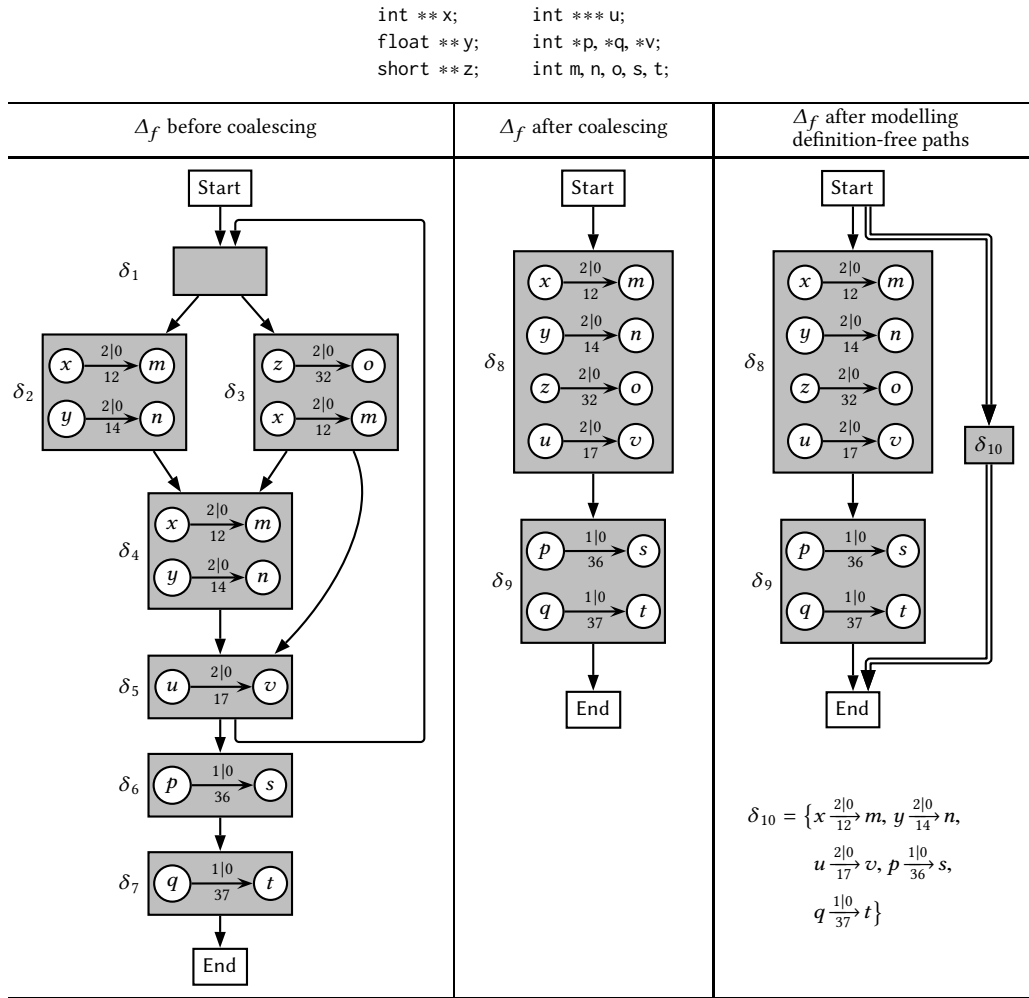 int ** x; int *** u;
float ** y; int *p, *q, *v;
short ** z; int m, n, o, s, t;
Δf before coalescing
Start
δ1
δ2
x 2|0 12 m
y 2|0 14 n
δ3
z 2|0 32 o
x 2|0 12 m
δ4
x 2|0 12 m
y 2|0 14 n
δ5
u 2|0 17 v
δ6
p 1|0 36 s
δ7
q 1|0 37 t
End
Δf after coalescing
Start
δ8
x 2|0 12 m
y 2|0 14 n
z 2|0 32 o
u 2|0 17 v
δ9
p 1|0 36 s
q 1|0 37 t
End
Δf after modelling
definition-free paths
Start
δ8
x 2|0 12 m
y 2|0 14 n
z 2|0 32 o
u 2|0 17 v
δ10
δ9
p 1|0 36 s
q 1|0 37 t
End
δ10 = {x 2|0 12 → m, y 2|0 14 → n,
u 2|0 17 → v, p 1|0 36 → s,
q 1|0 37 → t}